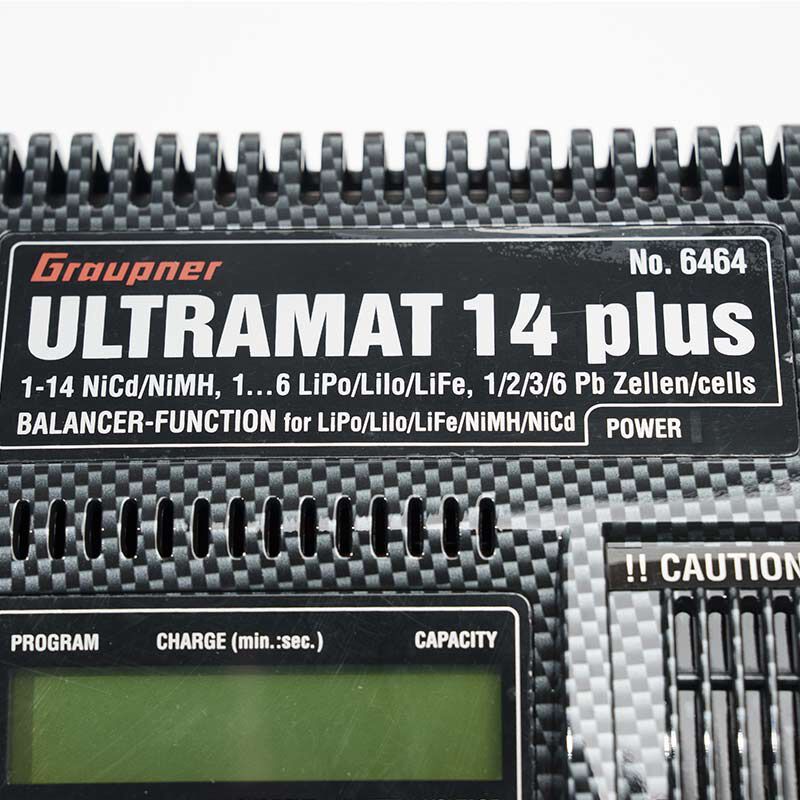 Graupner No. 6464
ULTRAMAT 14 plus
1-14 NiCd/NiMH, 1...6 LiPo/LiIo/LiFe, 1/2/3/6 Pb Zellen/cells
BALANCER-FUNCTION for LiPo/LiIo/LiFe/NiMH/NiCd
POWER
!! CAUTION
PROGRAM CHARGE (min.:sec.) CAPACITY